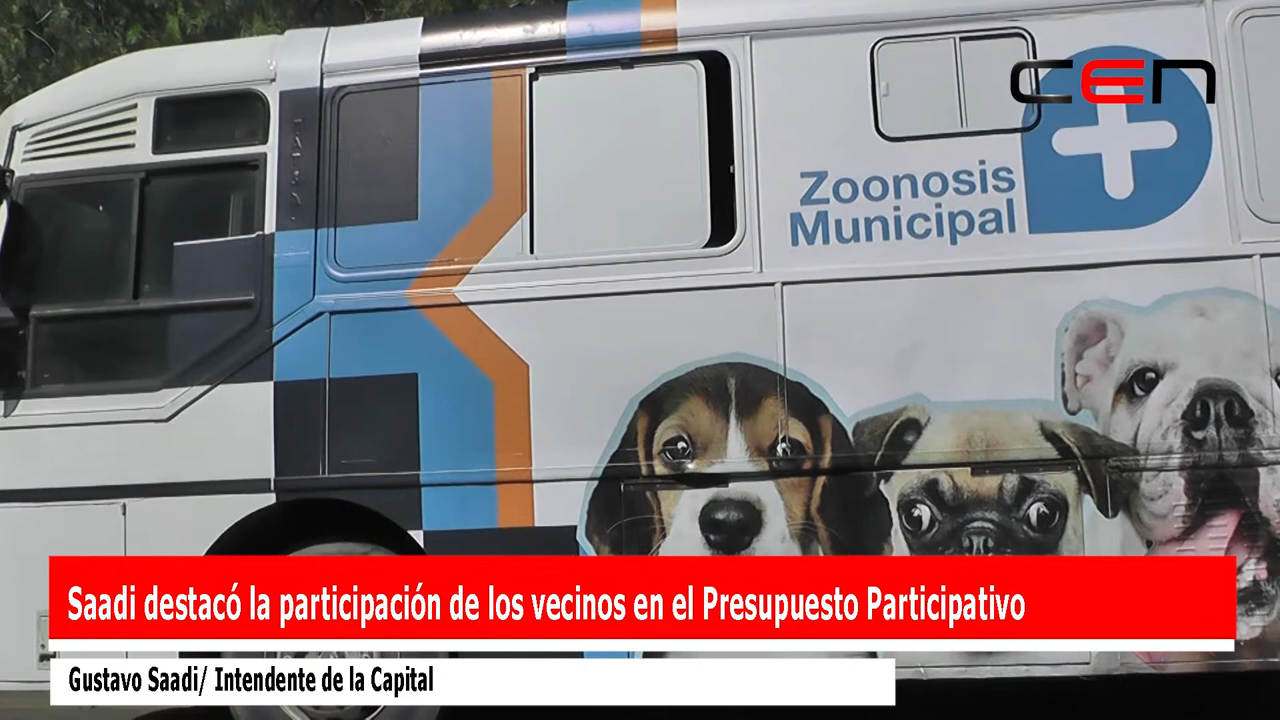 cen
Zoonosis
Municipal
Saadi destacó la participación de los vecinos en el Presupuesto Participativo
Gustavo Saadi/ Intendente de la Capital